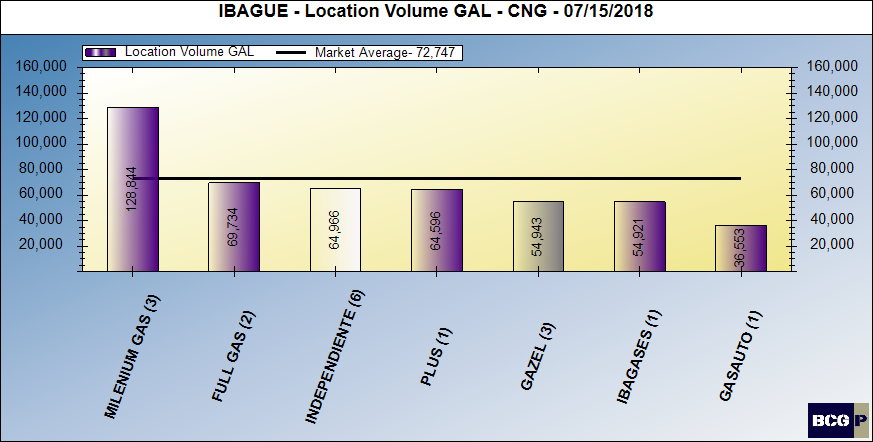 IBAGUE - Location Volume GAL - CNG - 07/15/2018
Location Volume GAL
Market Average- 72,747
160,000
140,000
120,000
100,000
80,000
60,000
40,000
20,000
160,000
140,000
120,000
100,000
80,000
60,000
40,000
20,000
128,844
69,734
64,966
64,596
54,943
54,921
36,553
MILENIUM GAS (3)
FULL GAS (2)
INDEPENDIENTE (6)
PLUS (1)
GAZEL (3)
IBAGASES (1)
GASAUTO (1)
BCG P